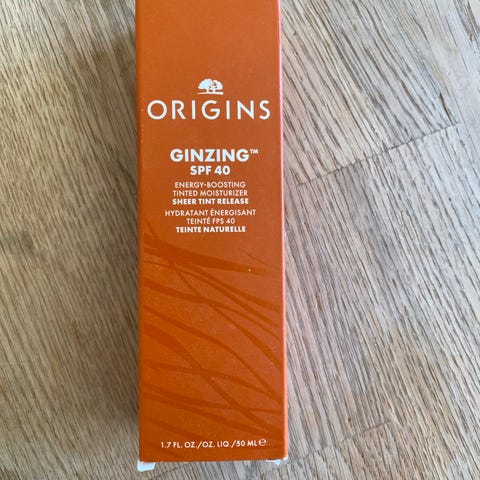 ORIGINS
GINZING™
SPF 40
ENERGY-BOOSTING
TINTED MOISTURIZER
SHEER TINT RELEASE
HYDRATANT ÉNERGISANT
TEINTÉ FPS 40
TEINTE NATURELLE
1.7 FL. OZ./OZ. LIQ./50 ML ℮